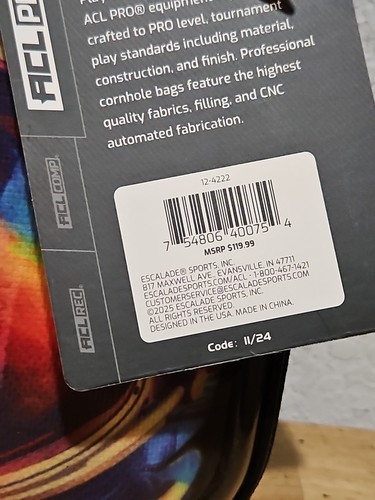 ACL PRO® equipment
crafted to PRO level, tournament
play standards including material,
construction, and finish. Professional
cornhole bags feature the highest
quality fabrics, filling, and CNC
automated fabrication.
ACL
ACL COMP
ACL REC
12-4222
7 54806 40075 4
MSRP $119.99
ESCALADE® SPORTS, INC.
817 MAXWELL AVE., EVANSVILLE, IN 47711
ESCALADESPORTS.COM/ACL · 1-800-467-1421
CUSTOMERSERVICE@ESCALADESPORTS.COM
©2025 ESCALADE SPORTS, INC.
ALL RIGHTS RESERVED.
DESIGNED IN THE USA. MADE IN CHINA.
Code: 11/24